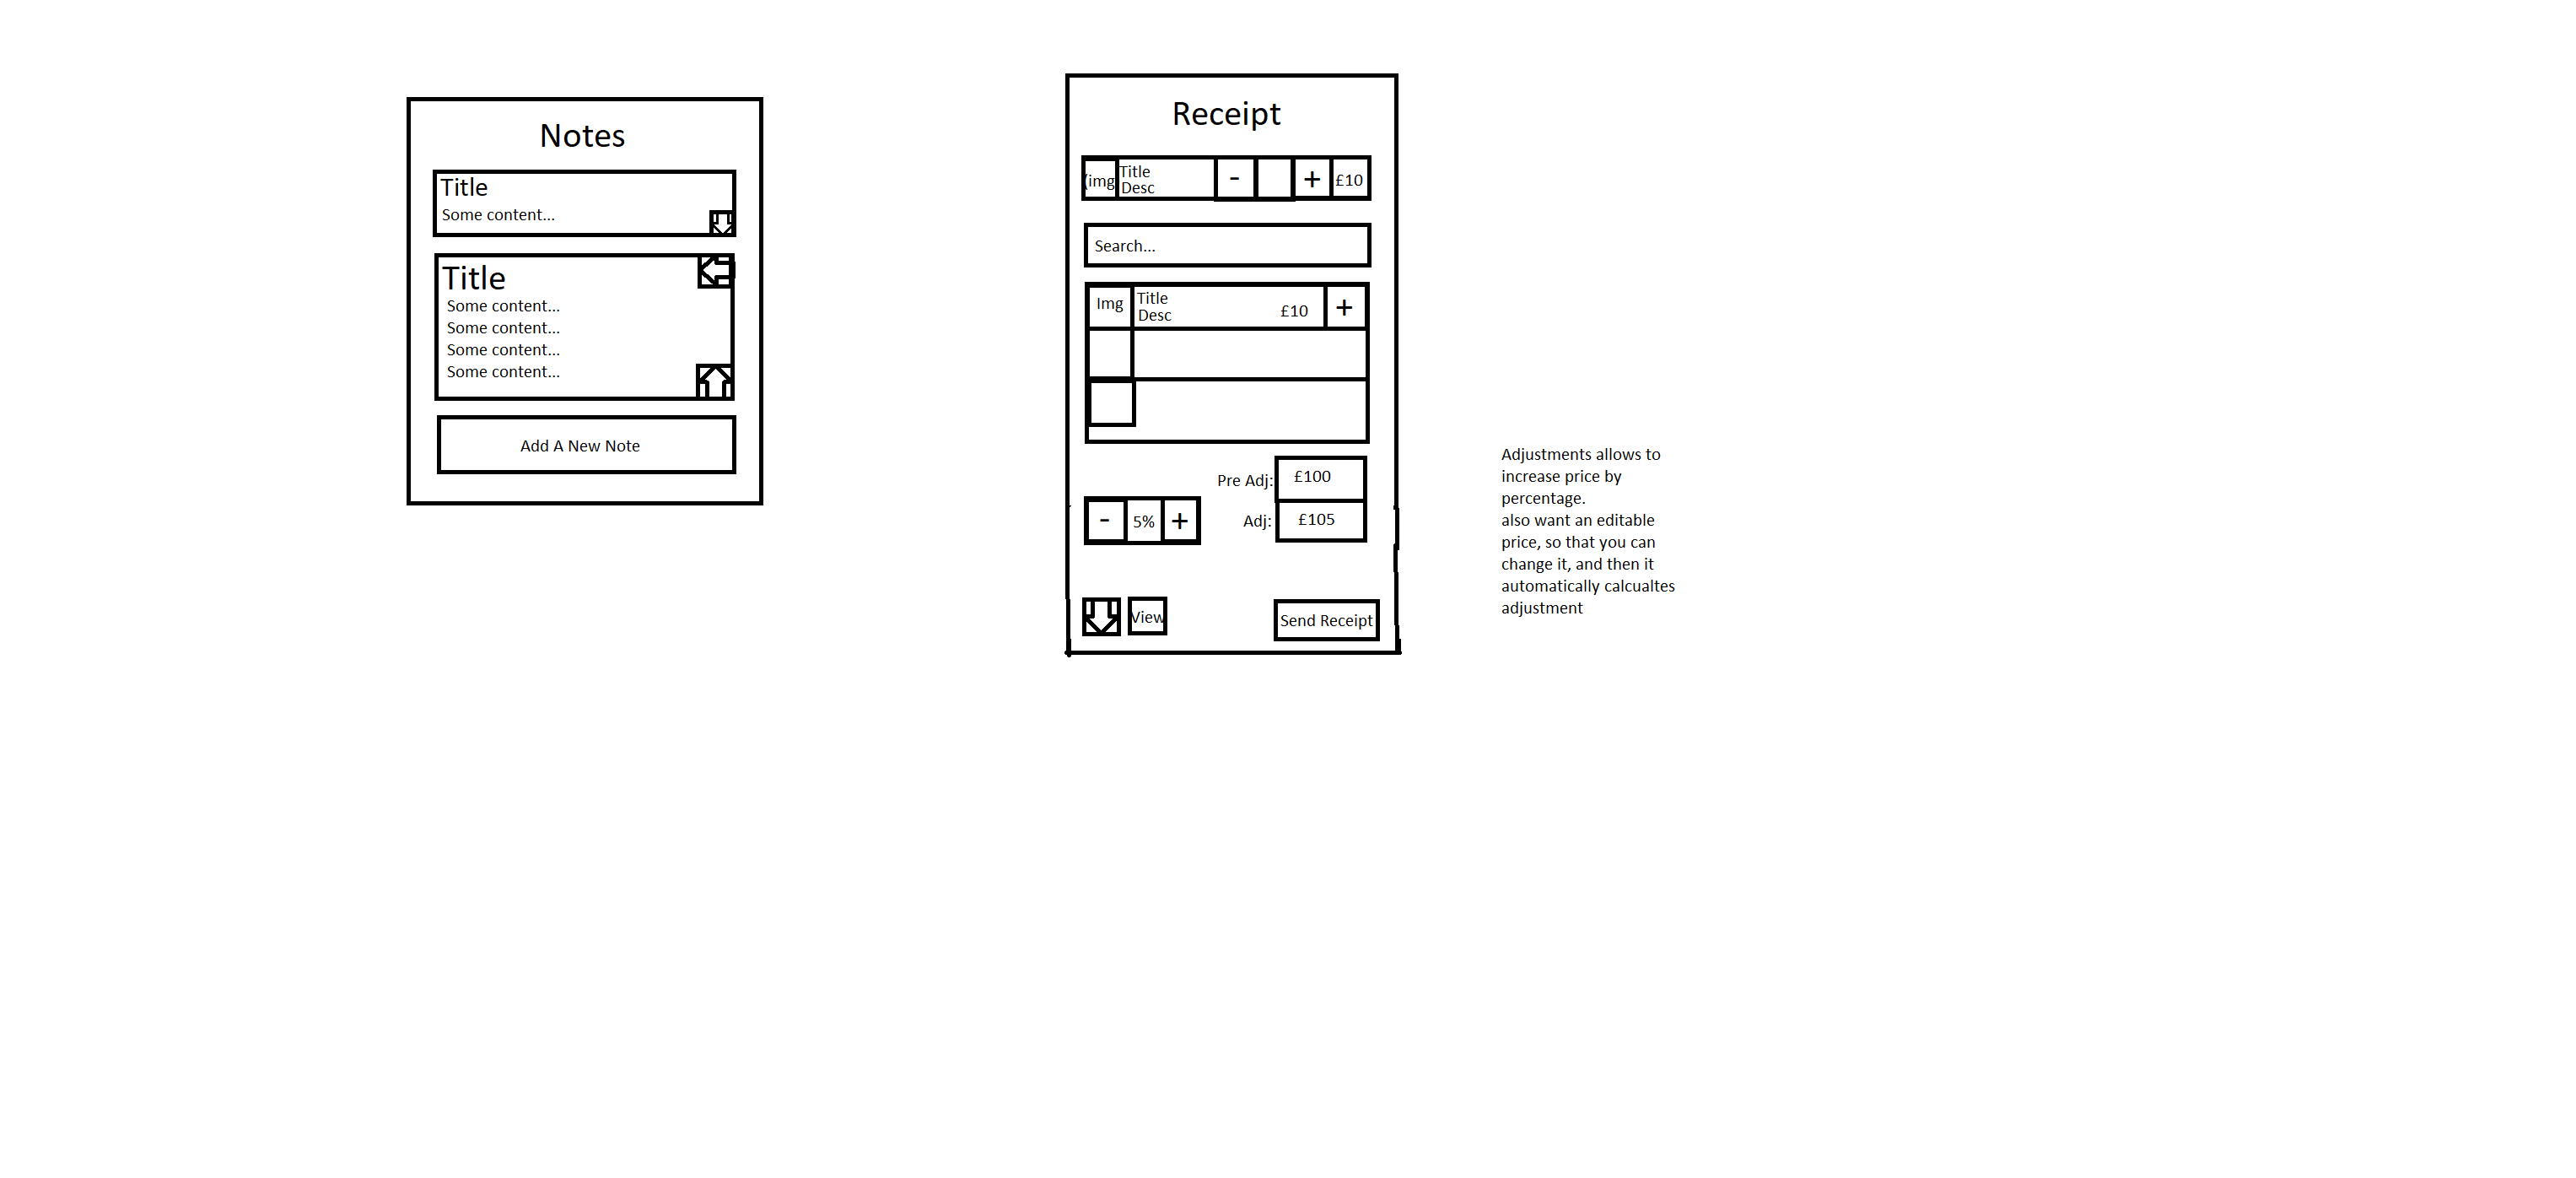 Notes
Title
Some content...
Title
Some content...
Some content...
Some content...
Some content...
Add A New Note
Receipt
(img Title - + £10
Desc
Search...
Img Title £10 +
Desc
Pre Adj: £100
- 5% + Adj: £105
View Send Receipt
Adjustments allows to
increase price by
percentage.
also want an editable
price, so that you can
change it, and then it
automatically calcualtes
adjustment